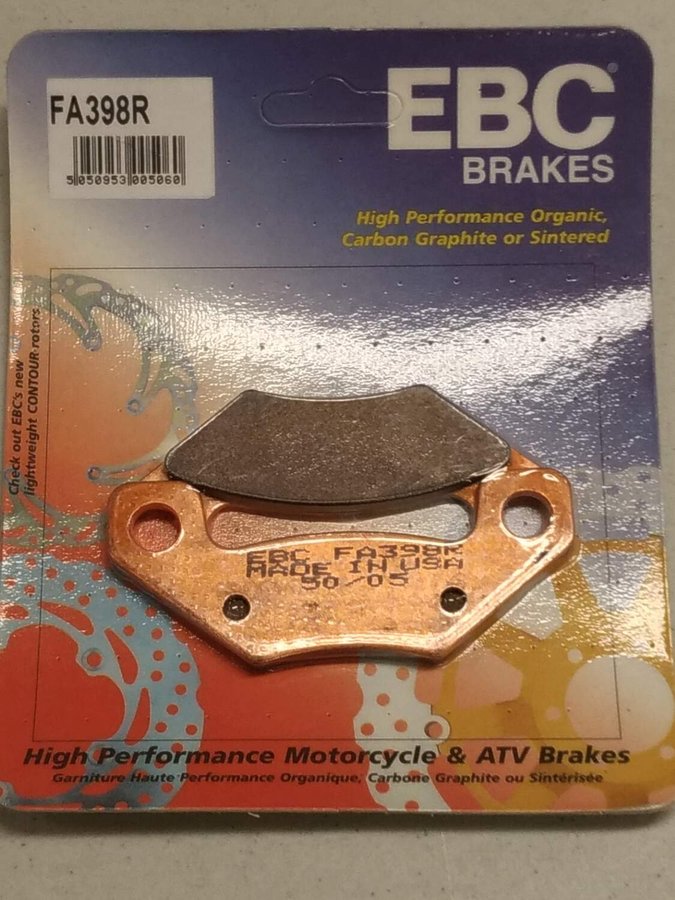 FA398R
5 050953 005060
EBC
BRAKES
High Performance Organic,
Carbon Graphite or Sintered
Check out EBC's new
lightweight CONTOUR rotors
EBC FA398R
MADE IN USA
50/05
High Performance Motorcycle & ATV Brakes
Garniture Haute Performance Organique, Carbone Graphite ou Sintérisée